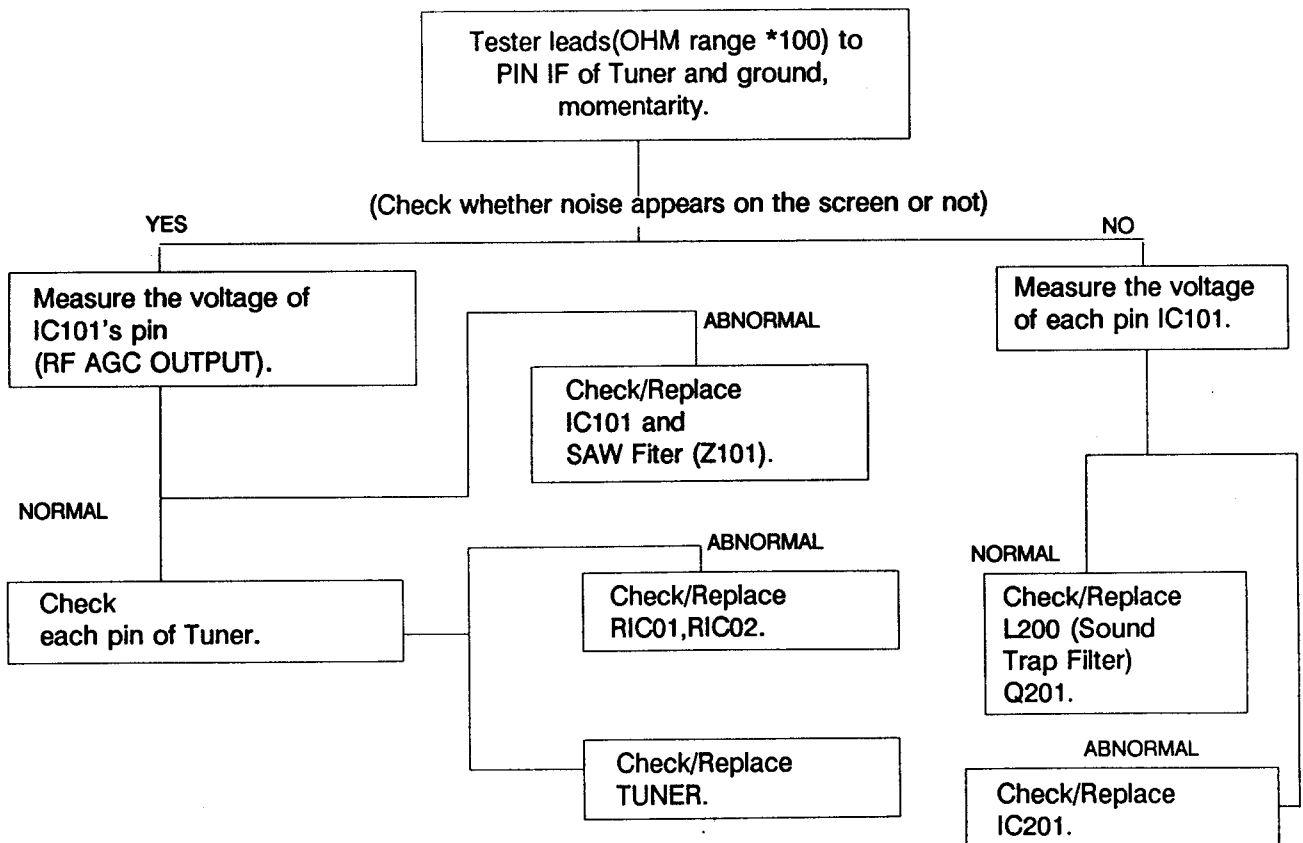 Tester leads(OHM range *100) to
PIN IF of Tuner and ground,
momentarity.
(Check whether noise appears on the screen or not)
YES
NO
Measure the voltage of
IC101's pin
(RF AGC OUTPUT).
Measure the voltage
of each pin IC101.
ABNORMAL
Check/Replace
IC101 and
SAW Fiter (Z101).
NORMAL
Check
each pin of Tuner.
ABNORMAL
Check/Replace
RIC01,RIC02.
Check/Replace
TUNER.
NORMAL
Check/Replace
L200 (Sound
Trap Filter)
Q201.
ABNORMAL
Check/Replace
IC201.